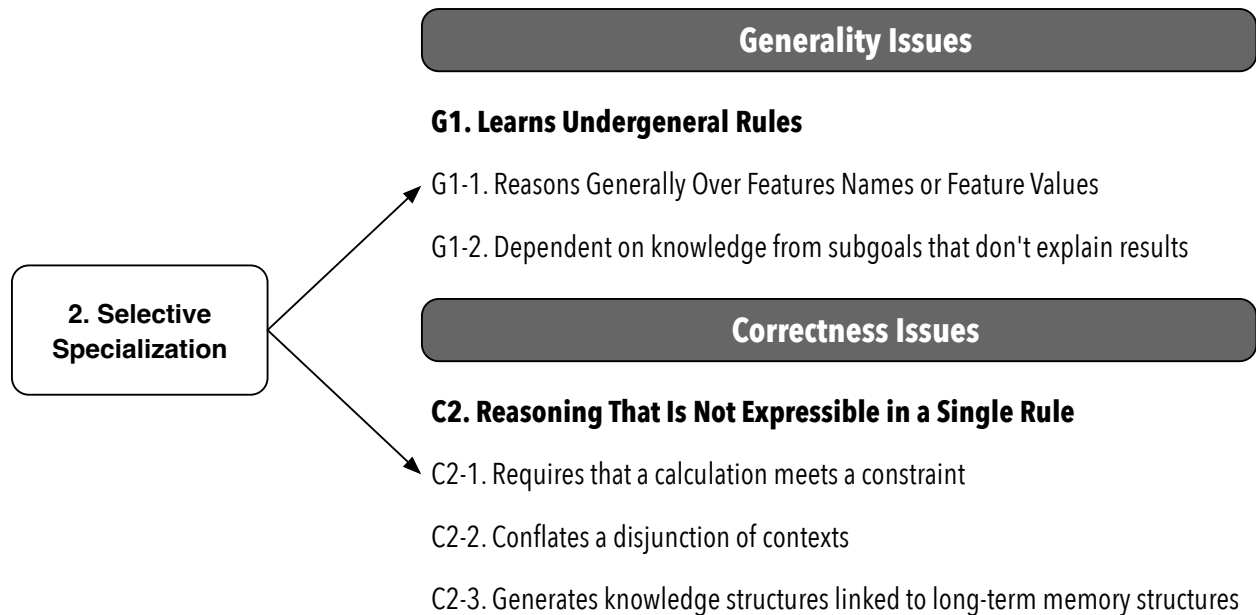 Generality Issues
G1. Learns Undergeneral Rules
G1-1. Reasons Generally Over Features Names or Feature Values
G1-2. Dependent on knowledge from subgoals that don't explain results
2. Selective
Specialization
Correctness Issues
C2. Reasoning That Is Not Expressible in a Single Rule
C2-1. Requires that a calculation meets a constraint
C2-2. Conflates a disjunction of contexts
C2-3. Generates knowledge structures linked to long-term memory structures